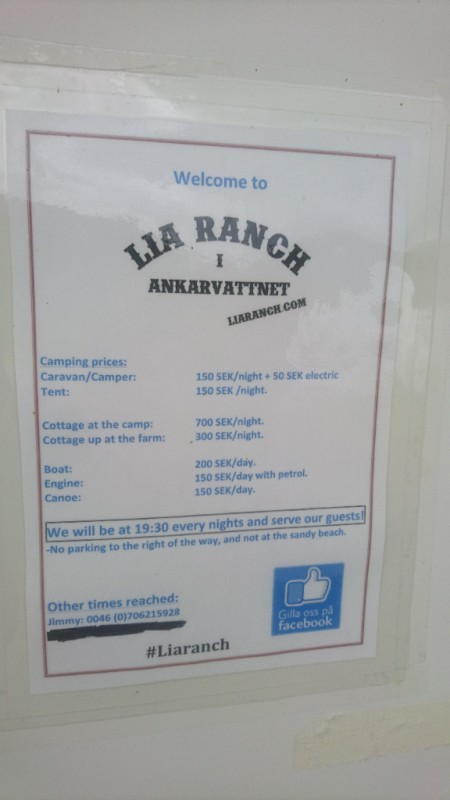 Welcome to
LIA RANCH
I
ANKARVATTNET
LIARANCH.COM
Camping prices:
Caravan/Camper: 150 SEK/night + 50 SEK electric
Tent: 150 SEK /night.
Cottage at the camp: 700 SEK/night.
Cottage up at the farm: 300 SEK/night.
Boat: 200 SEK/day.
Engine: 150 SEK/day with petrol.
Canoe: 150 SEK/day.
We will be at 19:30 every nights and serve our guests!
-No parking to the right of the way, and not at the sandy beach.
Other times reached:
Jimmy: 0046 (0)706215928
Gilla oss på
facebook
#Liaranch